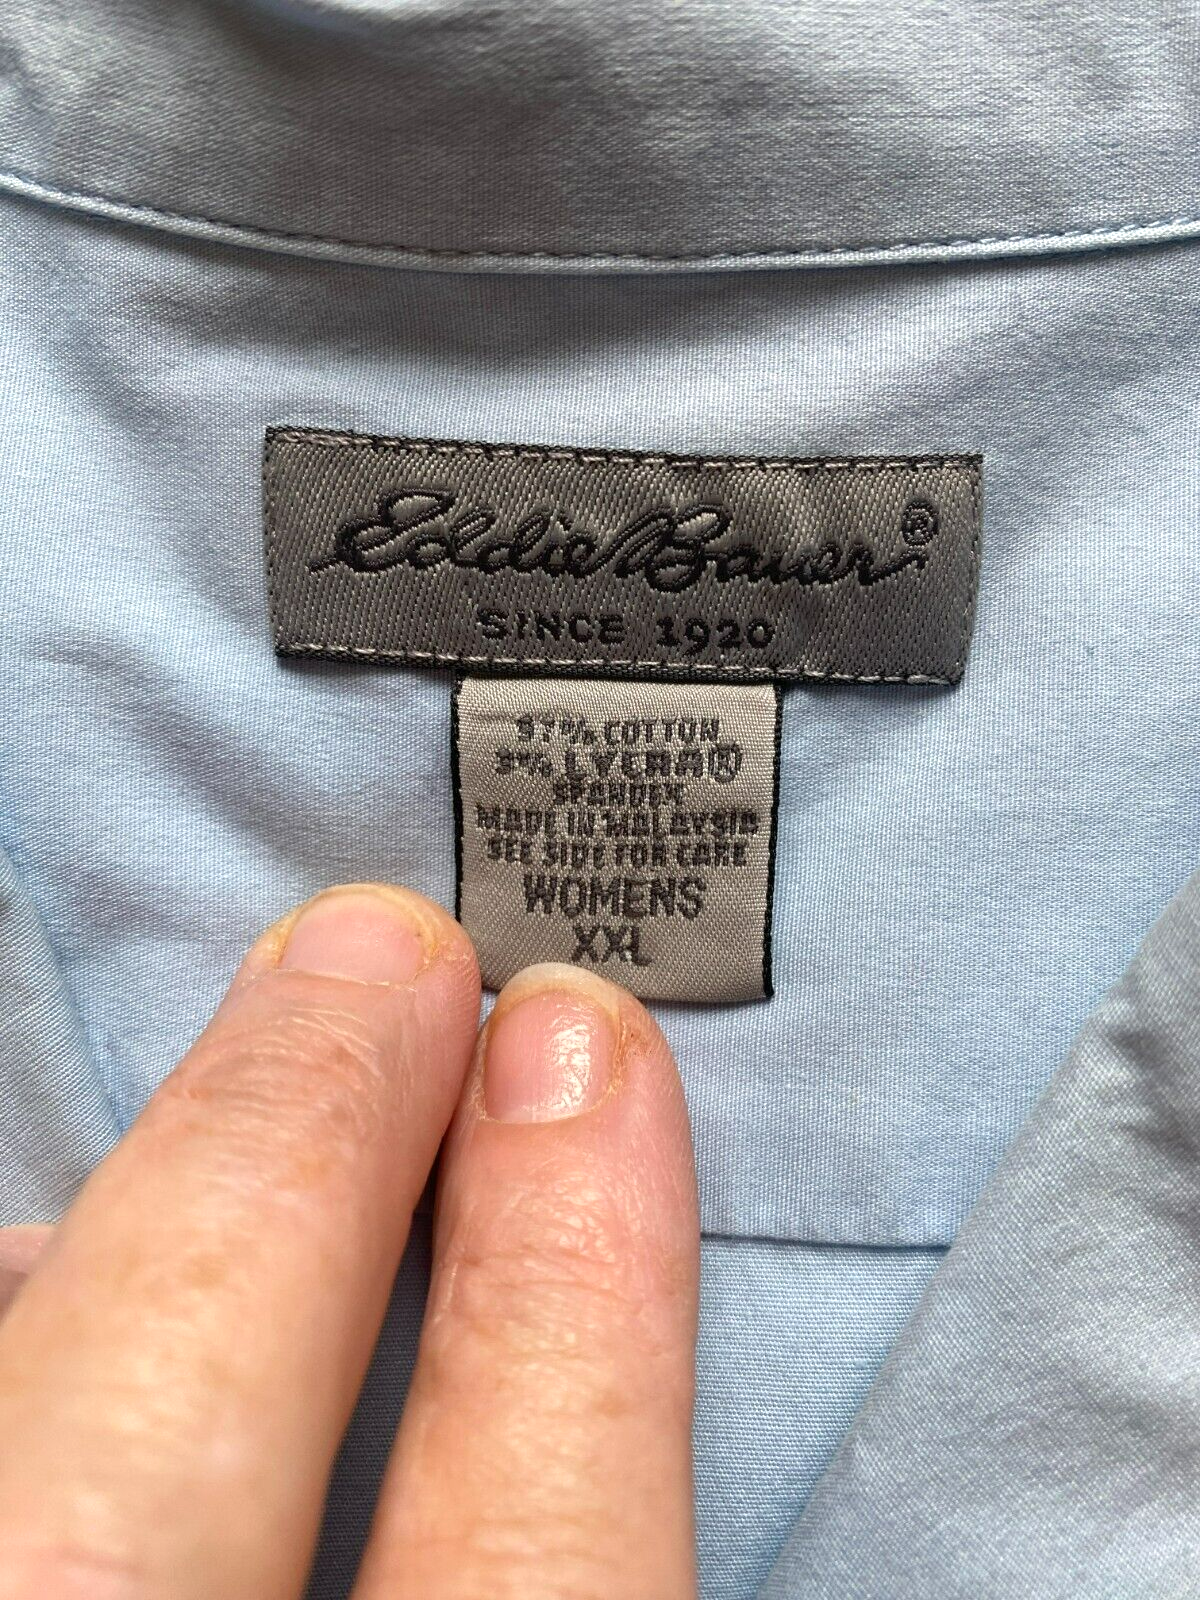 Eddie Bauer®
SINCE 1920
97% COTTON
3% LYCRA®
SPANDEX
MADE IN MALAYSIA
SEE SIDE FOR CARE
WOMENS
XXL